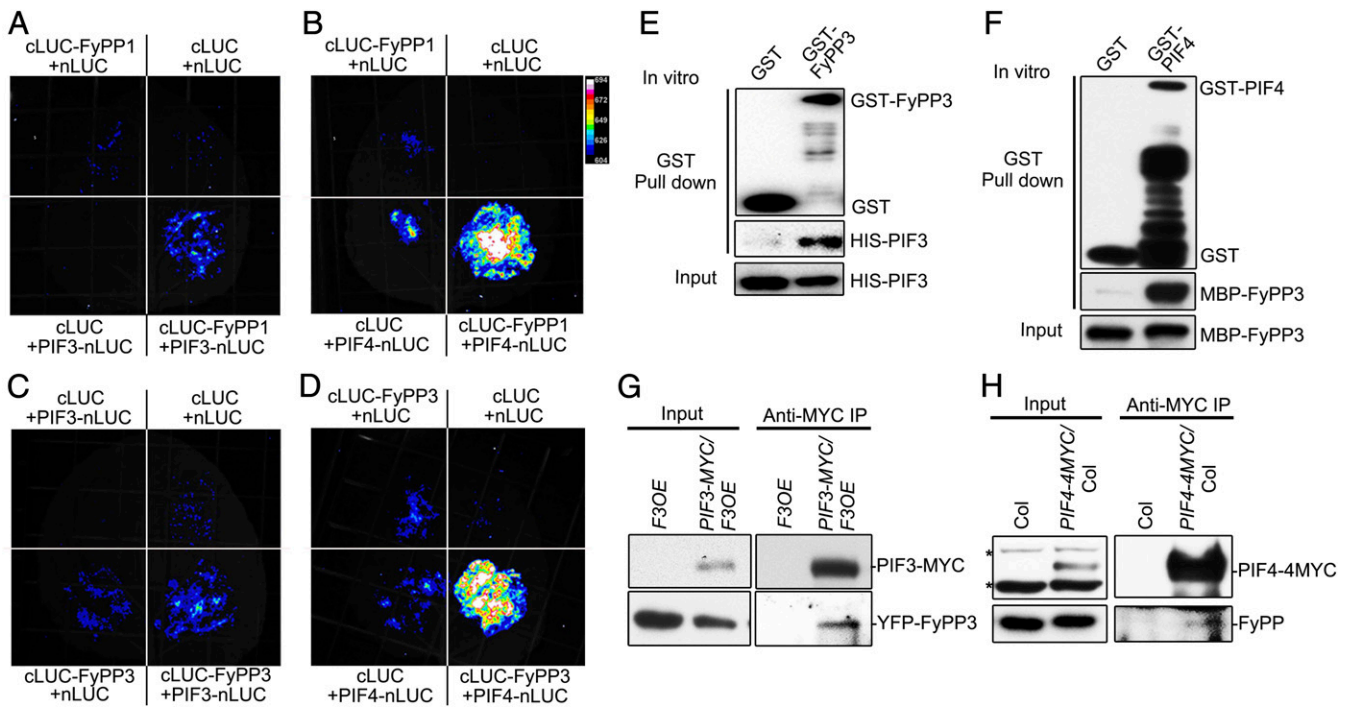 A
cLUC-FyPP1
+nLUC
cLUC
+nLUC
cLUC
+PIF3-nLUC
cLUC-FyPP1
+PIF3-nLUC
B
cLUC-FyPP1
+nLUC
cLUC
+nLUC
694
672
649
626
604
cLUC
+PIF4-nLUC
cLUC-FyPP1
+PIF4-nLUC
C
cLUC
+PIF3-nLUC
cLUC
+nLUC
cLUC-FyPP3
+nLUC
cLUC-FyPP3
+PIF3-nLUC
D
cLUC-FyPP3
+nLUC
cLUC
+nLUC
cLUC
+PIF4-nLUC
cLUC-FyPP3
+PIF4-nLUC
E
In vitro
GST
GST-
FyPP3
GST
Pull down
GST-FyPP3
GST
HIS-PIF3
Input
HIS-PIF3
F
In vitro
GST
GST-
PIF4
GST
Pull down
GST-PIF4
GST
MBP-FyPP3
Input
MBP-FyPP3
G
Input
Anti-MYC IP
F3OE
PIF3-MYC/
F3OE
F3OE
PIF3-MYC/
F3OE
-PIF3-MYC
-YFP-FyPP3
H
Input
Anti-MYC IP
Col
PIF4-4MYC/
Col
Col
PIF4-4MYC/
Col
*
*
-PIF4-4MYC
-FyPP